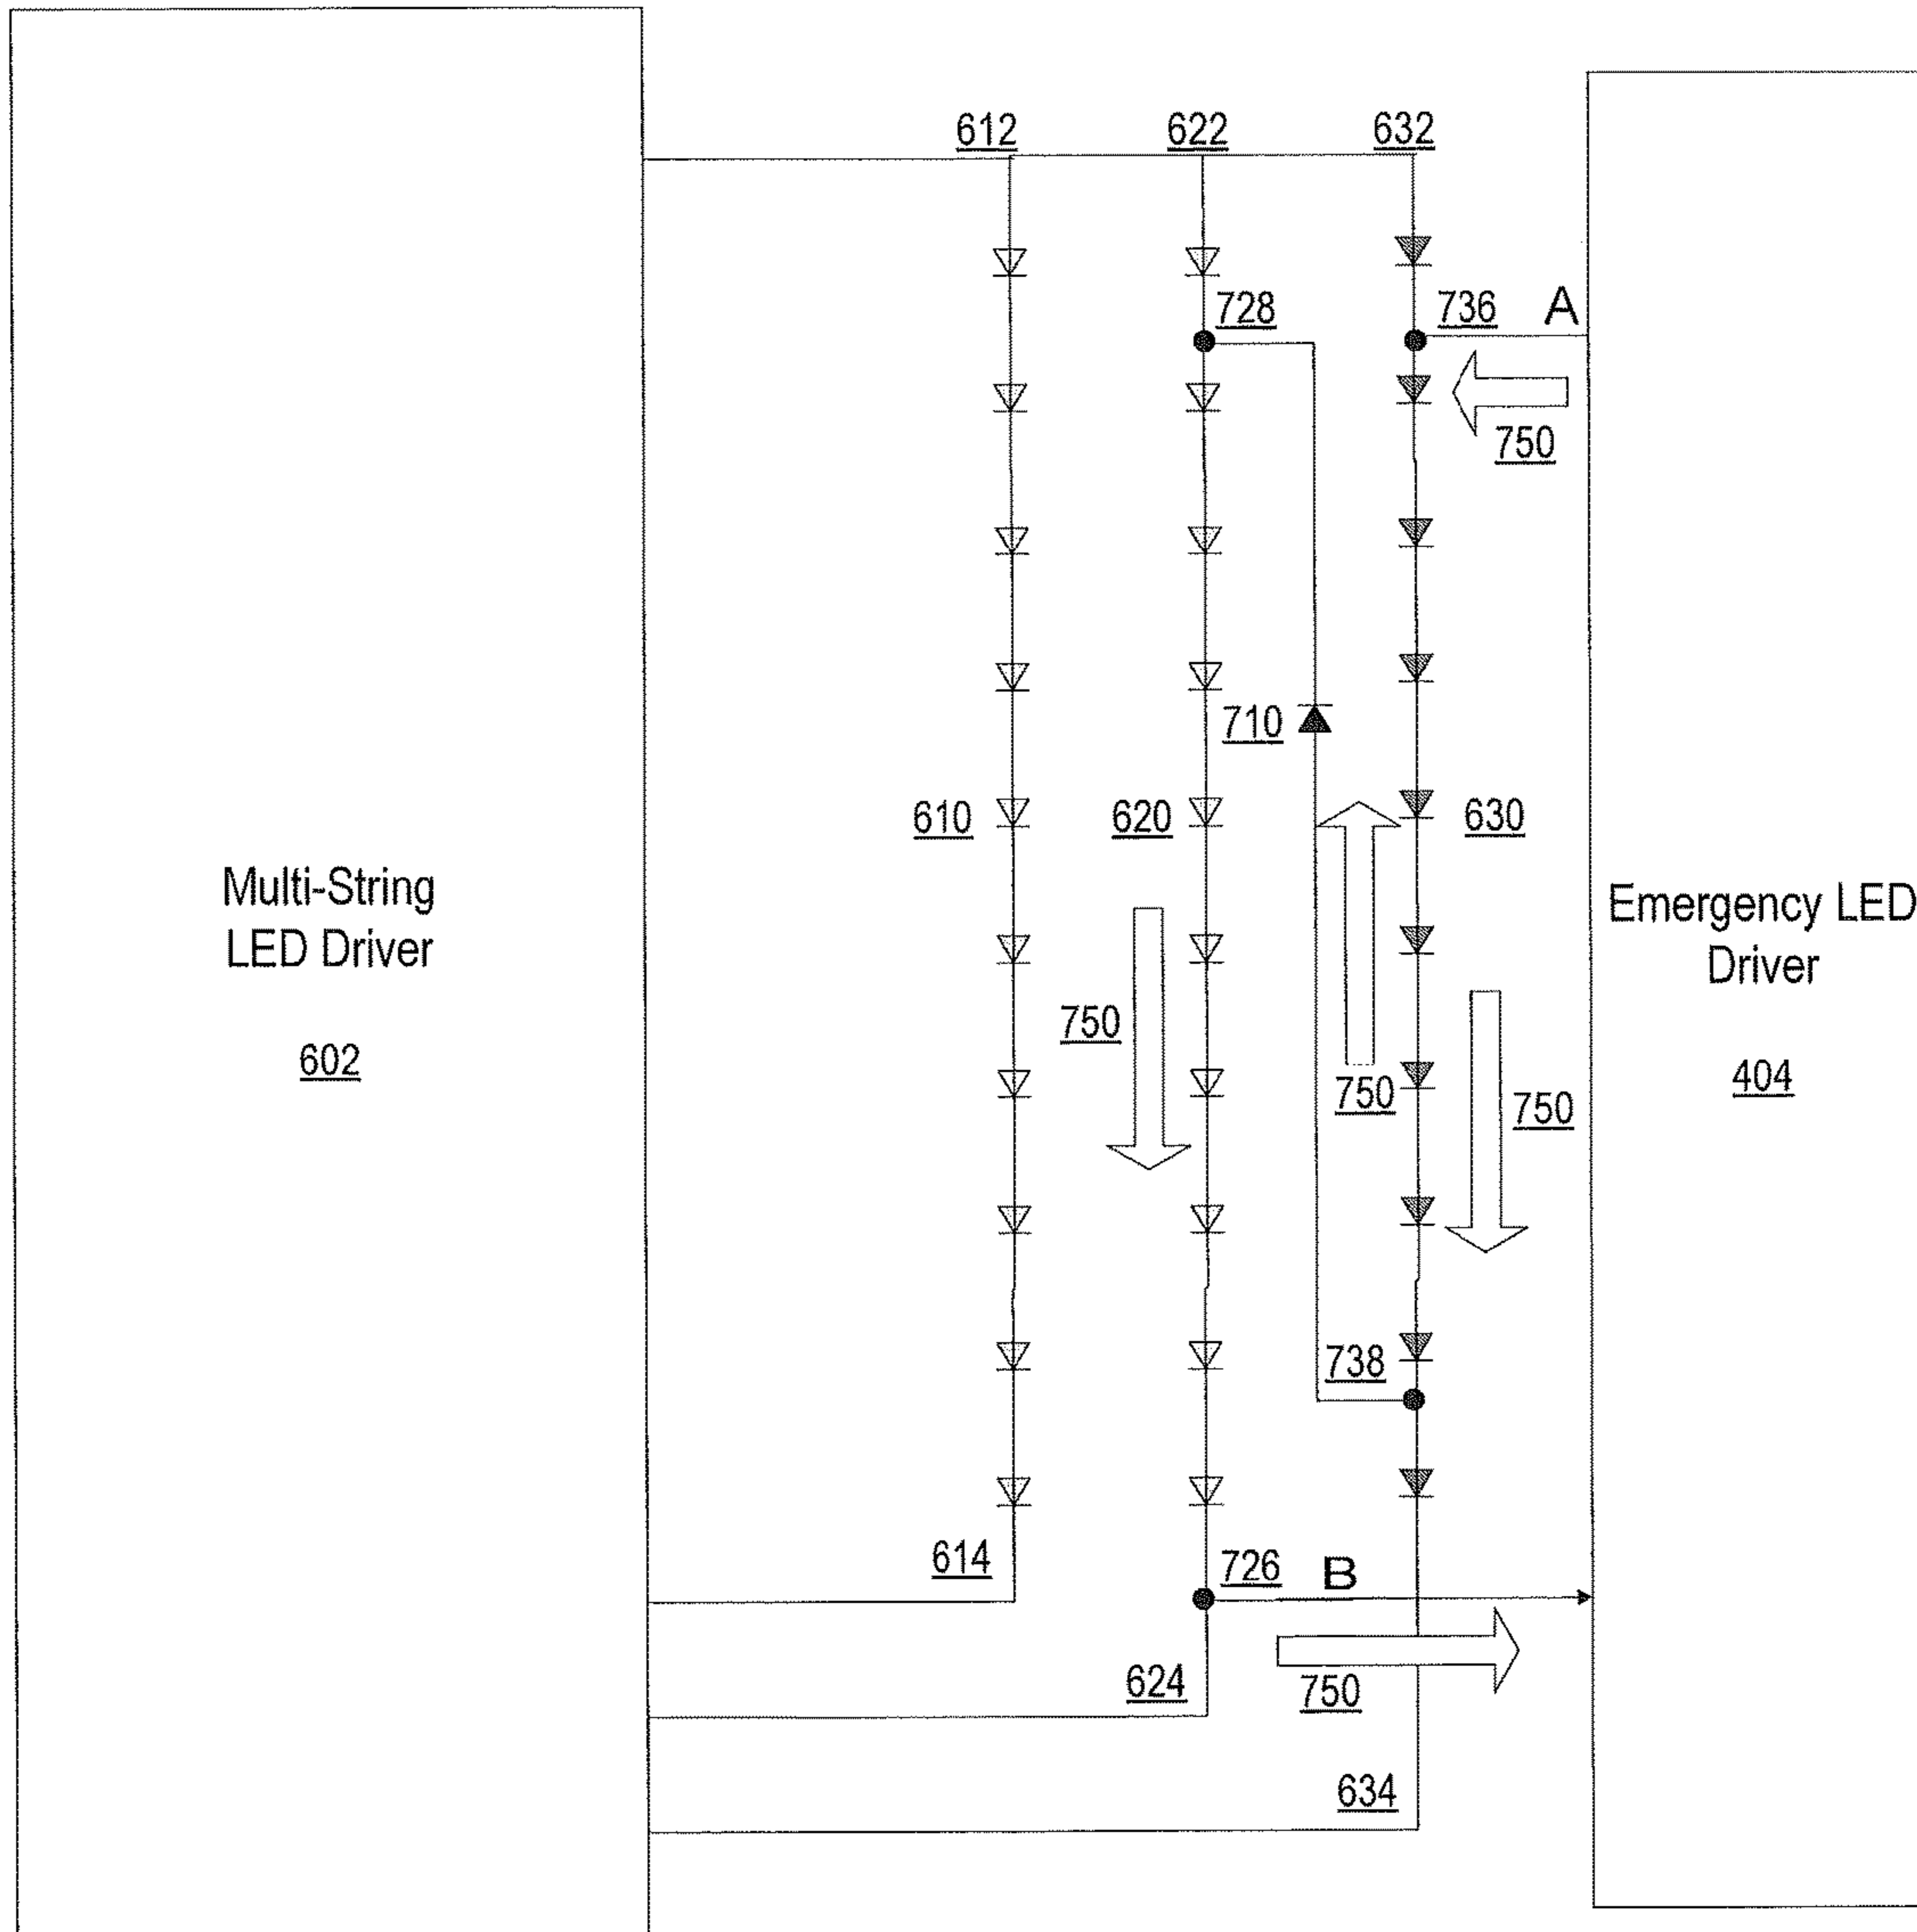 612 622 632
728 736 A
750
710
610 620 630
Multi-String
LED Driver
602
Emergency LED
Driver
404
750 750 750
738
614 726 B
624 750
634